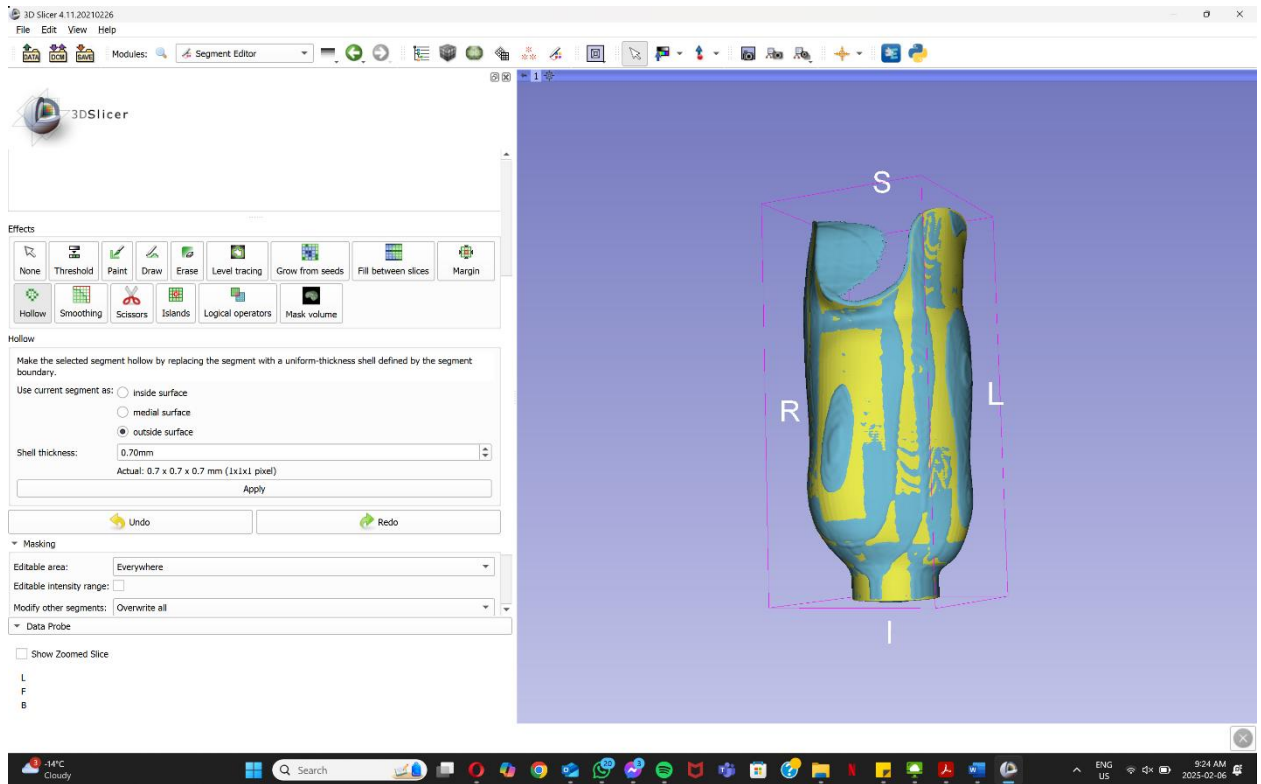 3D Slicer 4.11.20210226
File Edit View Help
DATA DCM SAVE Modules: Segment Editor
1
3DSlicer
Effects
None Threshold Paint Draw Erase Level tracing Grow from seeds Fill between slices Margin
Hollow Smoothing Scissors Islands Logical operators Mask volume
Hollow
Make the selected segment hollow by replacing the segment with a uniform-thickness shell defined by the segment
boundary.
Use current segment as: inside surface
medial surface
outside surface
Shell thickness: 0.70mm
Actual: 0.7 x 0.7 x 0.7 mm (1x1x1 pixel)
Apply
Undo Redo
Masking
Editable area: Everywhere
Editable intensity range:
Modify other segments: Overwrite all
Data Probe
Show Zoomed Slice
L
F
B
S
R
L
I
3
-14°C
Cloudy
Search
20
3
ENG
US
9:24 AM
2025-02-06